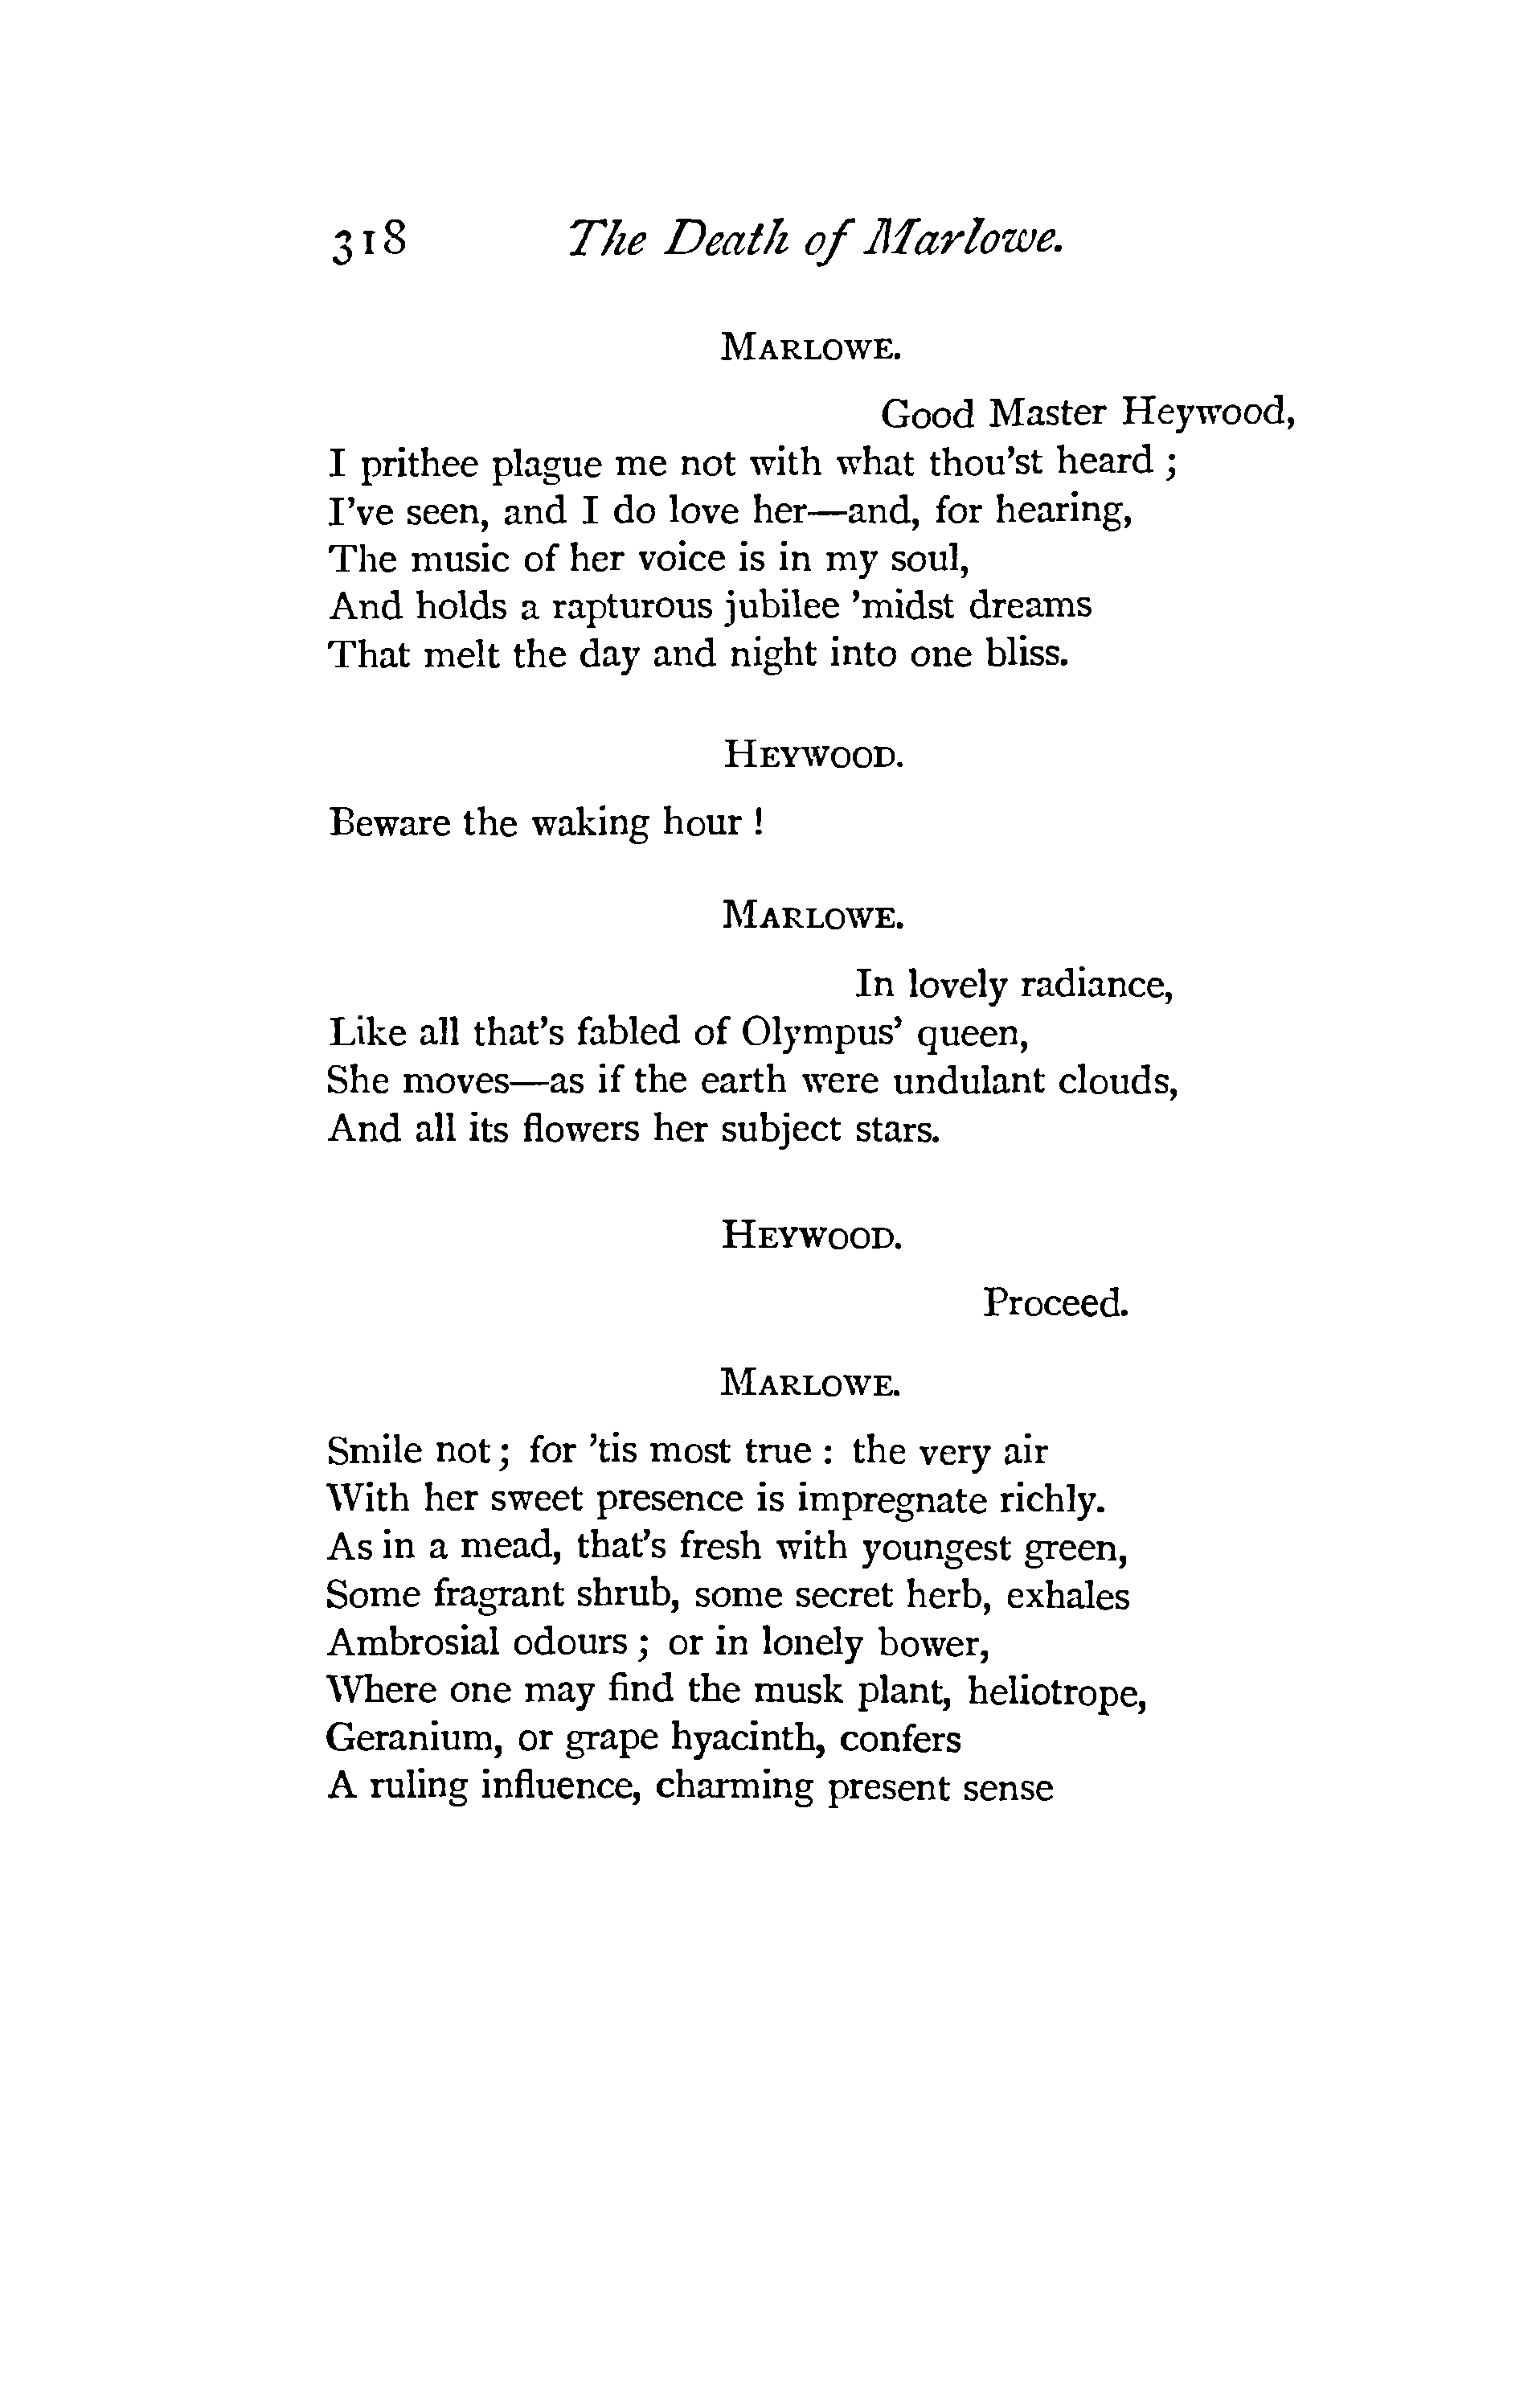 318 The Death of Marlowe.
MARLOWE.
Good Master Heywood,
I prithee plague me not with what thou'st heard ;
I've seen, and I do love her—and, for hearing,
The music of her voice is in my soul,
And holds a rapturous jubilee 'midst dreams
That melt the day and night into one bliss.
HEYWOOD.
Beware the waking hour !
MARLOWE.
In lovely radiance,
Like all that's fabled of Olympus' queen,
She moves—as if the earth were undulant clouds,
And all its flowers her subject stars.
HEYWOOD.
Proceed.
MARLOWE.
Smile not ; for 'tis most true : the very air
With her sweet presence is impregnate richly.
As in a mead, that's fresh with youngest green,
Some fragrant shrub, some secret herb, exhales
Ambrosial odours ; or in lonely bower,
Where one may find the musk plant, heliotrope,
Geranium, or grape hyacinth, confers
A ruling influence, charming present sense